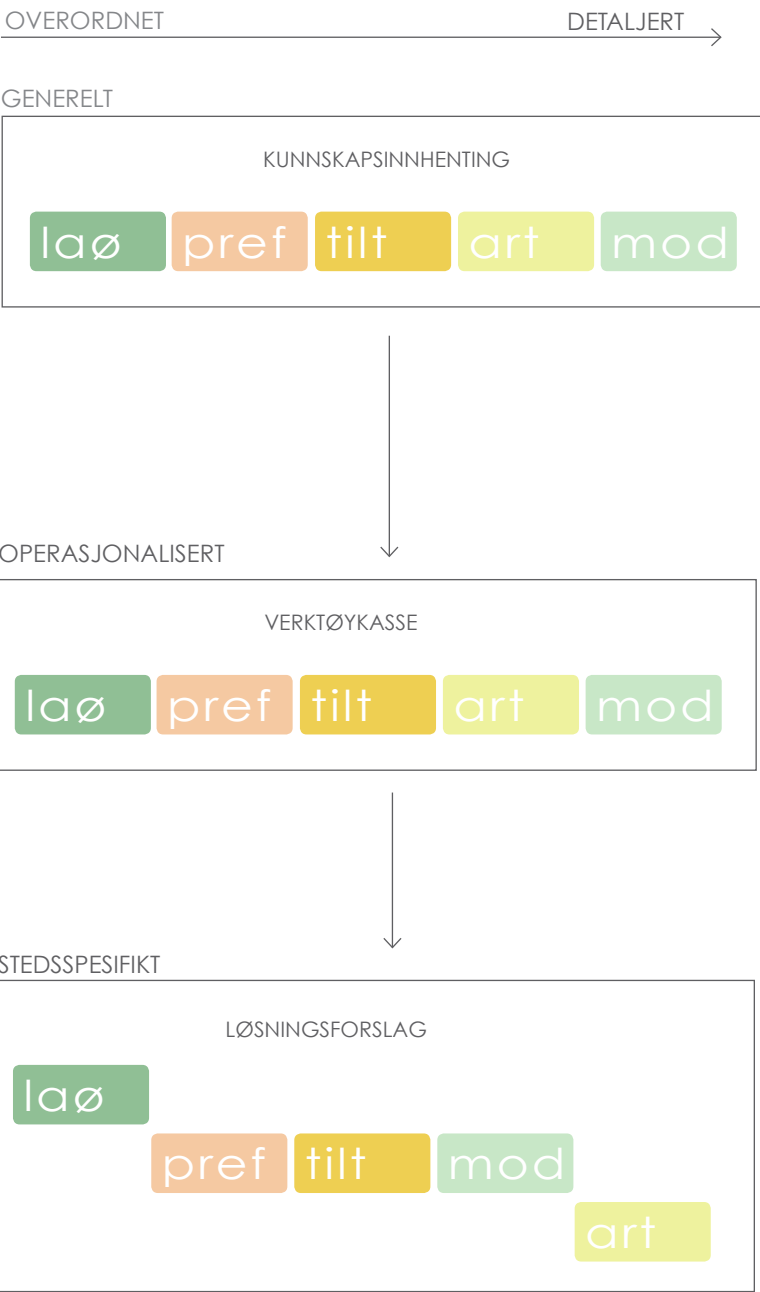 OVERORDNET DETALJERT
GENERELT
KUNNSKAPSINNHENTING
laø pref tilt art mod
OPERASJONALISERT
VERKTØYKASSE
laø pref tilt art mod
STEDSSPESIFIKT
LØSNINGSFORSLAG
laø
pref tilt mod
art